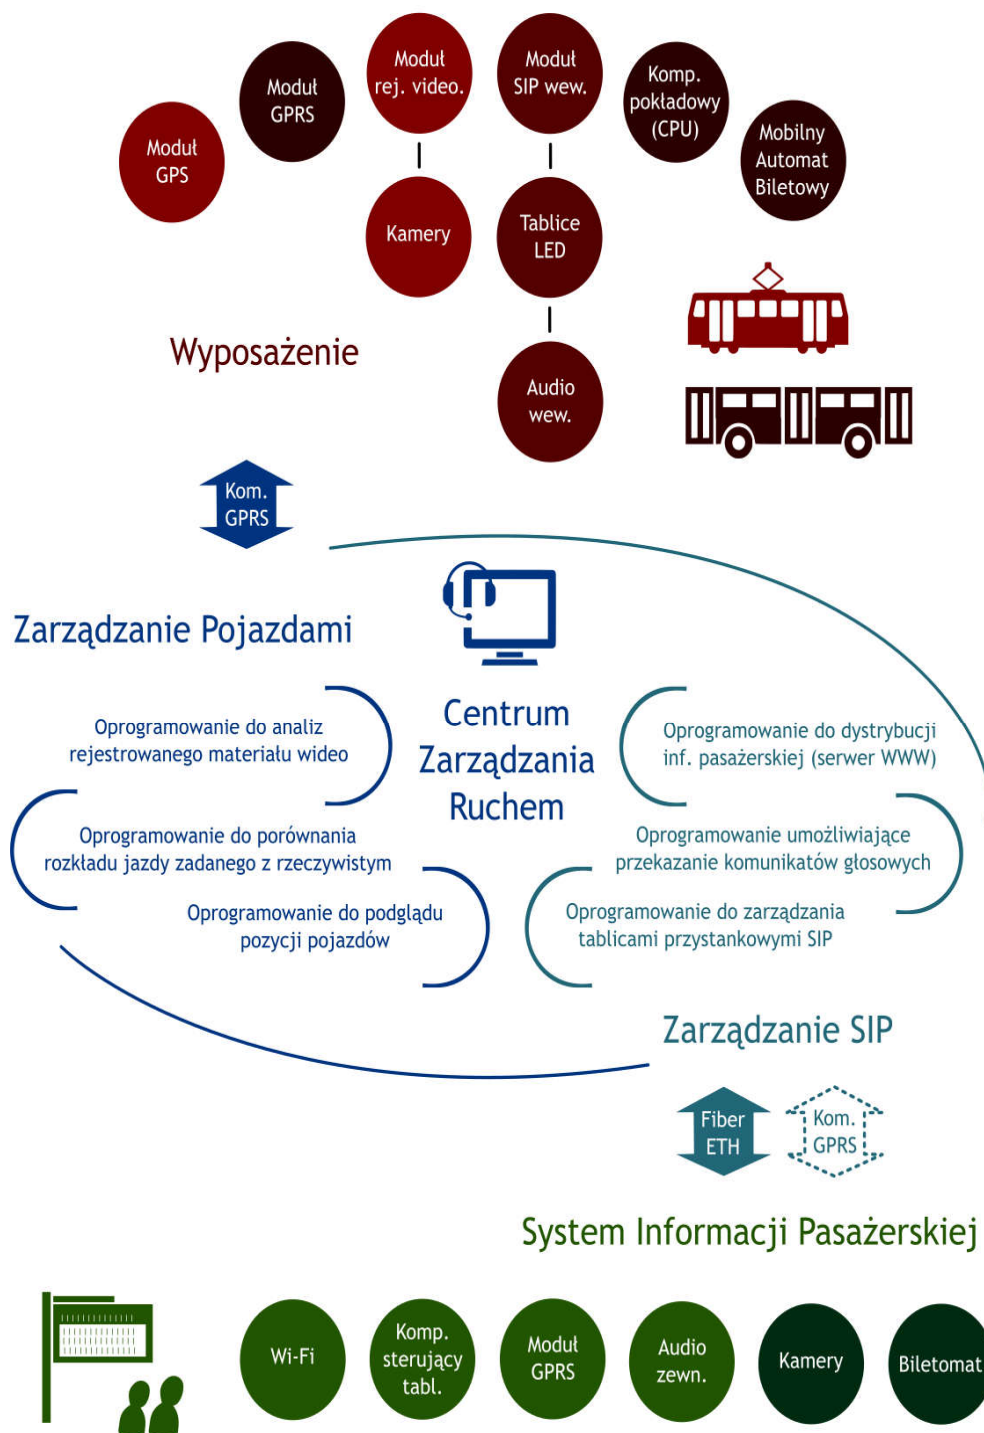 Moduł
GPS
Moduł
GPRS
Moduł
rej. video.
Moduł
SIP wew.
Komp.
pokładowy
(CPU)
Mobilny
Automat
Biletowy
Kamery
Tablice
LED
Audio
wew.
Wyposażenie
Kom.
GPRS
Zarządzanie Pojazdami
Centrum
Zarządzania
Ruchem
Oprogramowanie do analiz
rejestrowanego materiału wideo
Oprogramowanie do porównania
rozkładu jazdy zadanego z rzeczywistym
Oprogramowanie do podglądu
pozycji pojazdów
Oprogramowanie do dystrybucji
inf. pasażerskiej (serwer WWW)
Oprogramowanie umożliwiające
przekazanie komunikatów głosowych
Oprogramowanie do zarządzania
tablicami przystankowymi SIP
Zarządzanie SIP
Fiber
ETH
Kom.
GPRS
System Informacji Pasażerskiej
Wi-Fi
Komp.
sterujący
tabl.
Moduł
GPRS
Audio
zewn.
Kamery
Biletomat